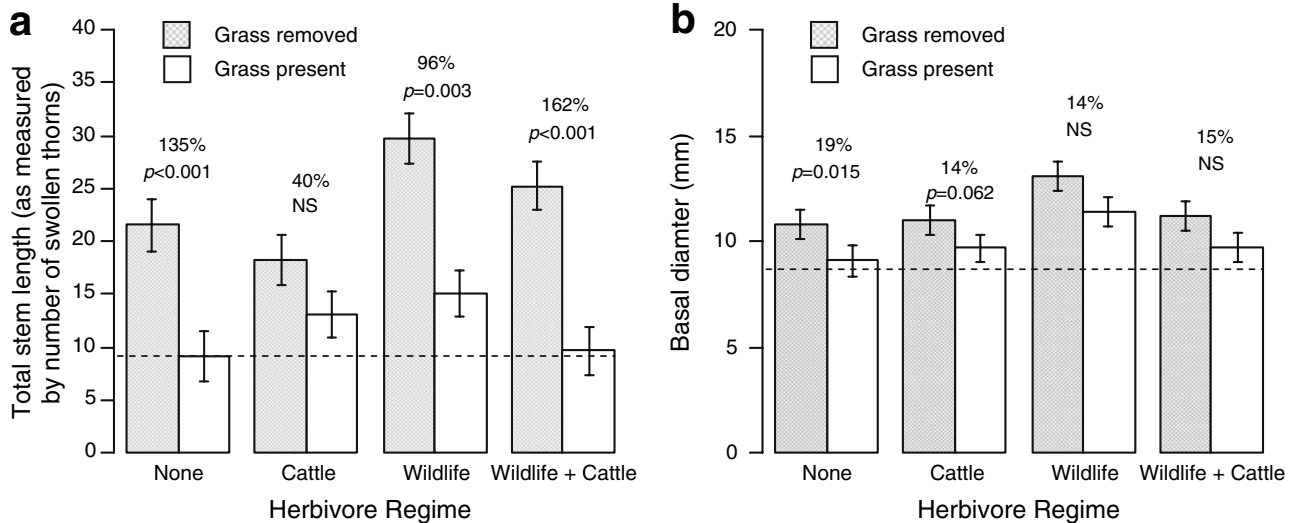 a
Total stem length (as measured
by number of swollen thorns)
40
35
30
25
20
15
10
5
0
Grass removed
Grass present
135%
p<0.001
40%
NS
96%
p=0.003
162%
p<0.001
None
Cattle
Wildlife
Wildlife + Cattle
Herbivore Regime
b
Basal diamter (mm)
20
15
10
5
0
Grass removed
Grass present
19%
p=0.015
14%
p=0.062
14%
NS
15%
NS
None
Cattle
Wildlife
Wildlife + Cattle
Herbivore Regime